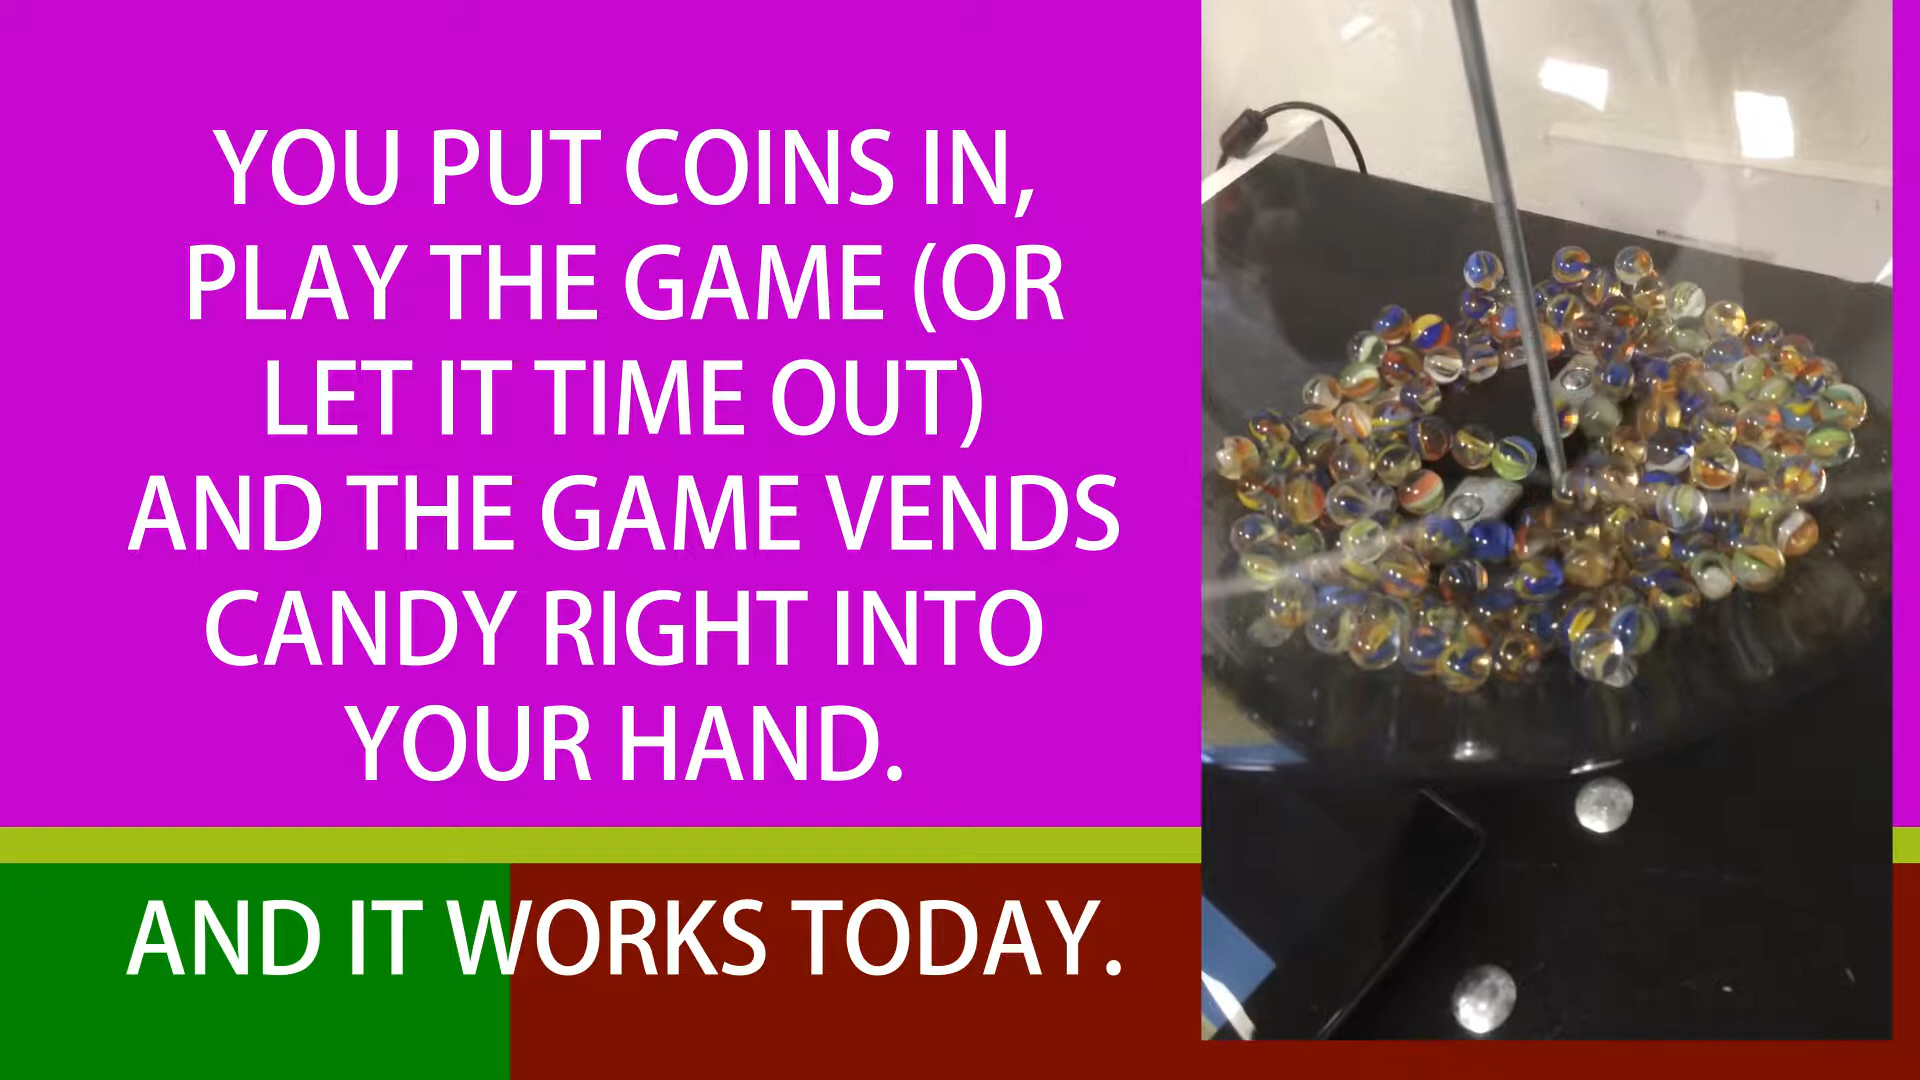 YOU PUT COINS IN,
PLAY THE GAME (OR
LET IT TIME OUT)
AND THE GAME VENDS
CANDY RIGHT INTO
YOUR HAND.
AND IT WORKS TODAY.